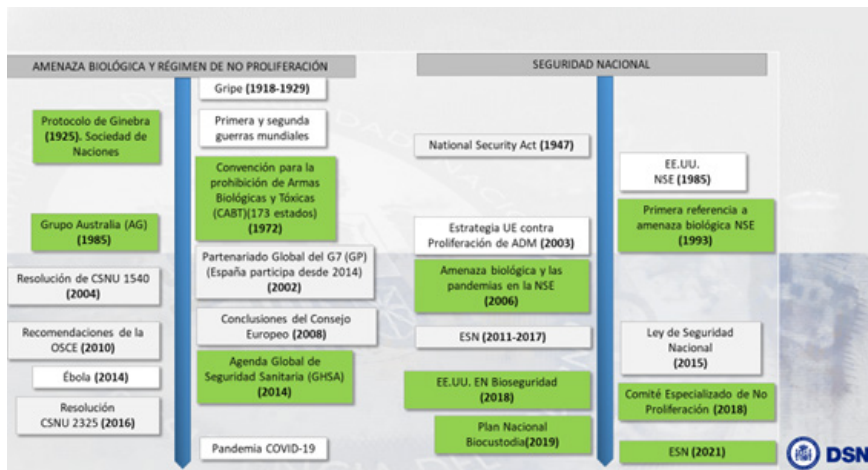 AMENAZA BIOLÓGICA Y RÉGIMEN DE NO PROLIFERACIÓN
Gripe (1918-1929)
Protocolo de Ginebra
(1925). Sociedad de
Naciones
Primera y segunda
guerras mundiales
Convención para la
prohibición de Armas
Biológicas y Tóxicas
(CABT)(173 estados)
1972)
Grupo Australia (AG)
(1985)
Partenariado Global del G7 (GP)
(España participa desde 2014)
(2002)
Resolución de CSNU 1540
(2004)
Conclusiones del Consejo
Europeo (2008)
Recomendaciones de la
OSCE (2010)
Agenda Global de
Seguridad Sanitaria (GHSA)
(2014)
Ébola (2014)
Resolución
CSNU 2325 (2016)
Pandemia COVID-19
SEGURIDAD NACIONAL
National Security Act (1947)
EE.UU.
NSE (1985)
Primera referencia a
amenaza biológica NSE
(1993)
Estrategia UE contra
Proliferación de ADM (2003)
Amenaza biológica y las
pandemias en la NSE
(2006)
ESN (2011-2017)
Ley de Seguridad
Nacional
(2015)
EE.UU. EN Bioseguridad
(2018)
Comité Especializado de No
Proliferación (2018)
Plan Nacional
Biocustodia(2019)
ESN (2021)
DSN